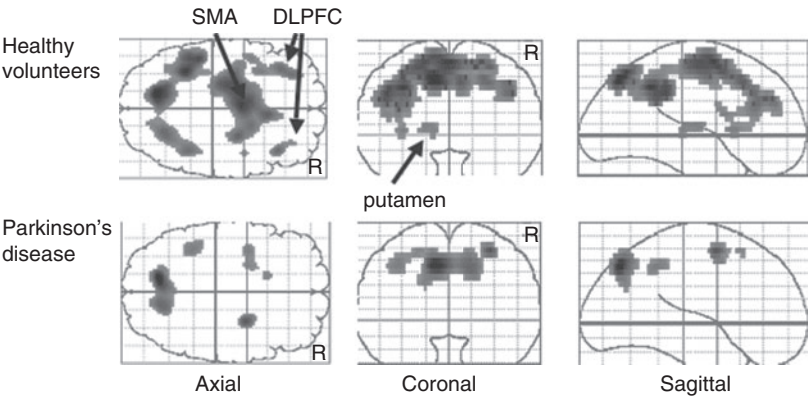 SMA DLPFC
Healthy
volunteers
R
R
putamen
Parkinson's
disease
R
R
Axial Coronal Sagittal